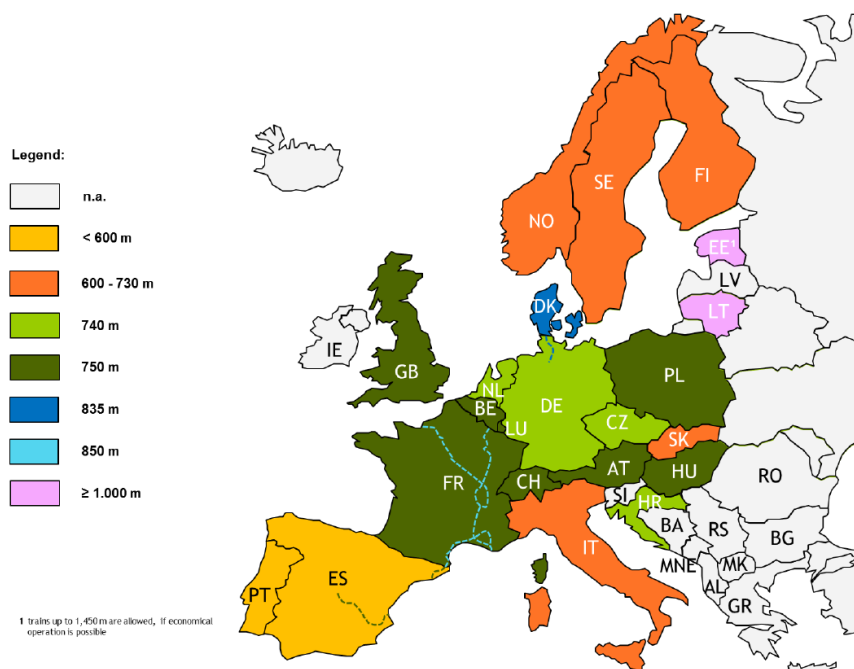 Legend:
n.a.
< 600 m
600 - 730 m
740 m
750 m
835 m
850 m
≥ 1.000 m
NO
SE
FI
EE¹
LV
LT
DK
IE
GB
NL
BE
LU
DE
PL
CZ
SK
FR
CH
AT
HU
SI
HR
RO
BA
RS
BG
MNE
MK
AL
GR
IT
PT
ES
1 trains up to 1,450 m are allowed, if economical
operation is possible